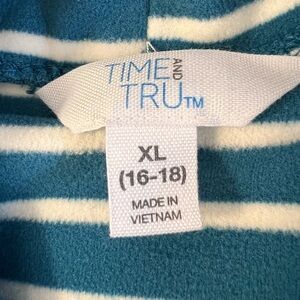 TIME AND
TRU™
XL
(16-18)
MADE IN
VIETNAM